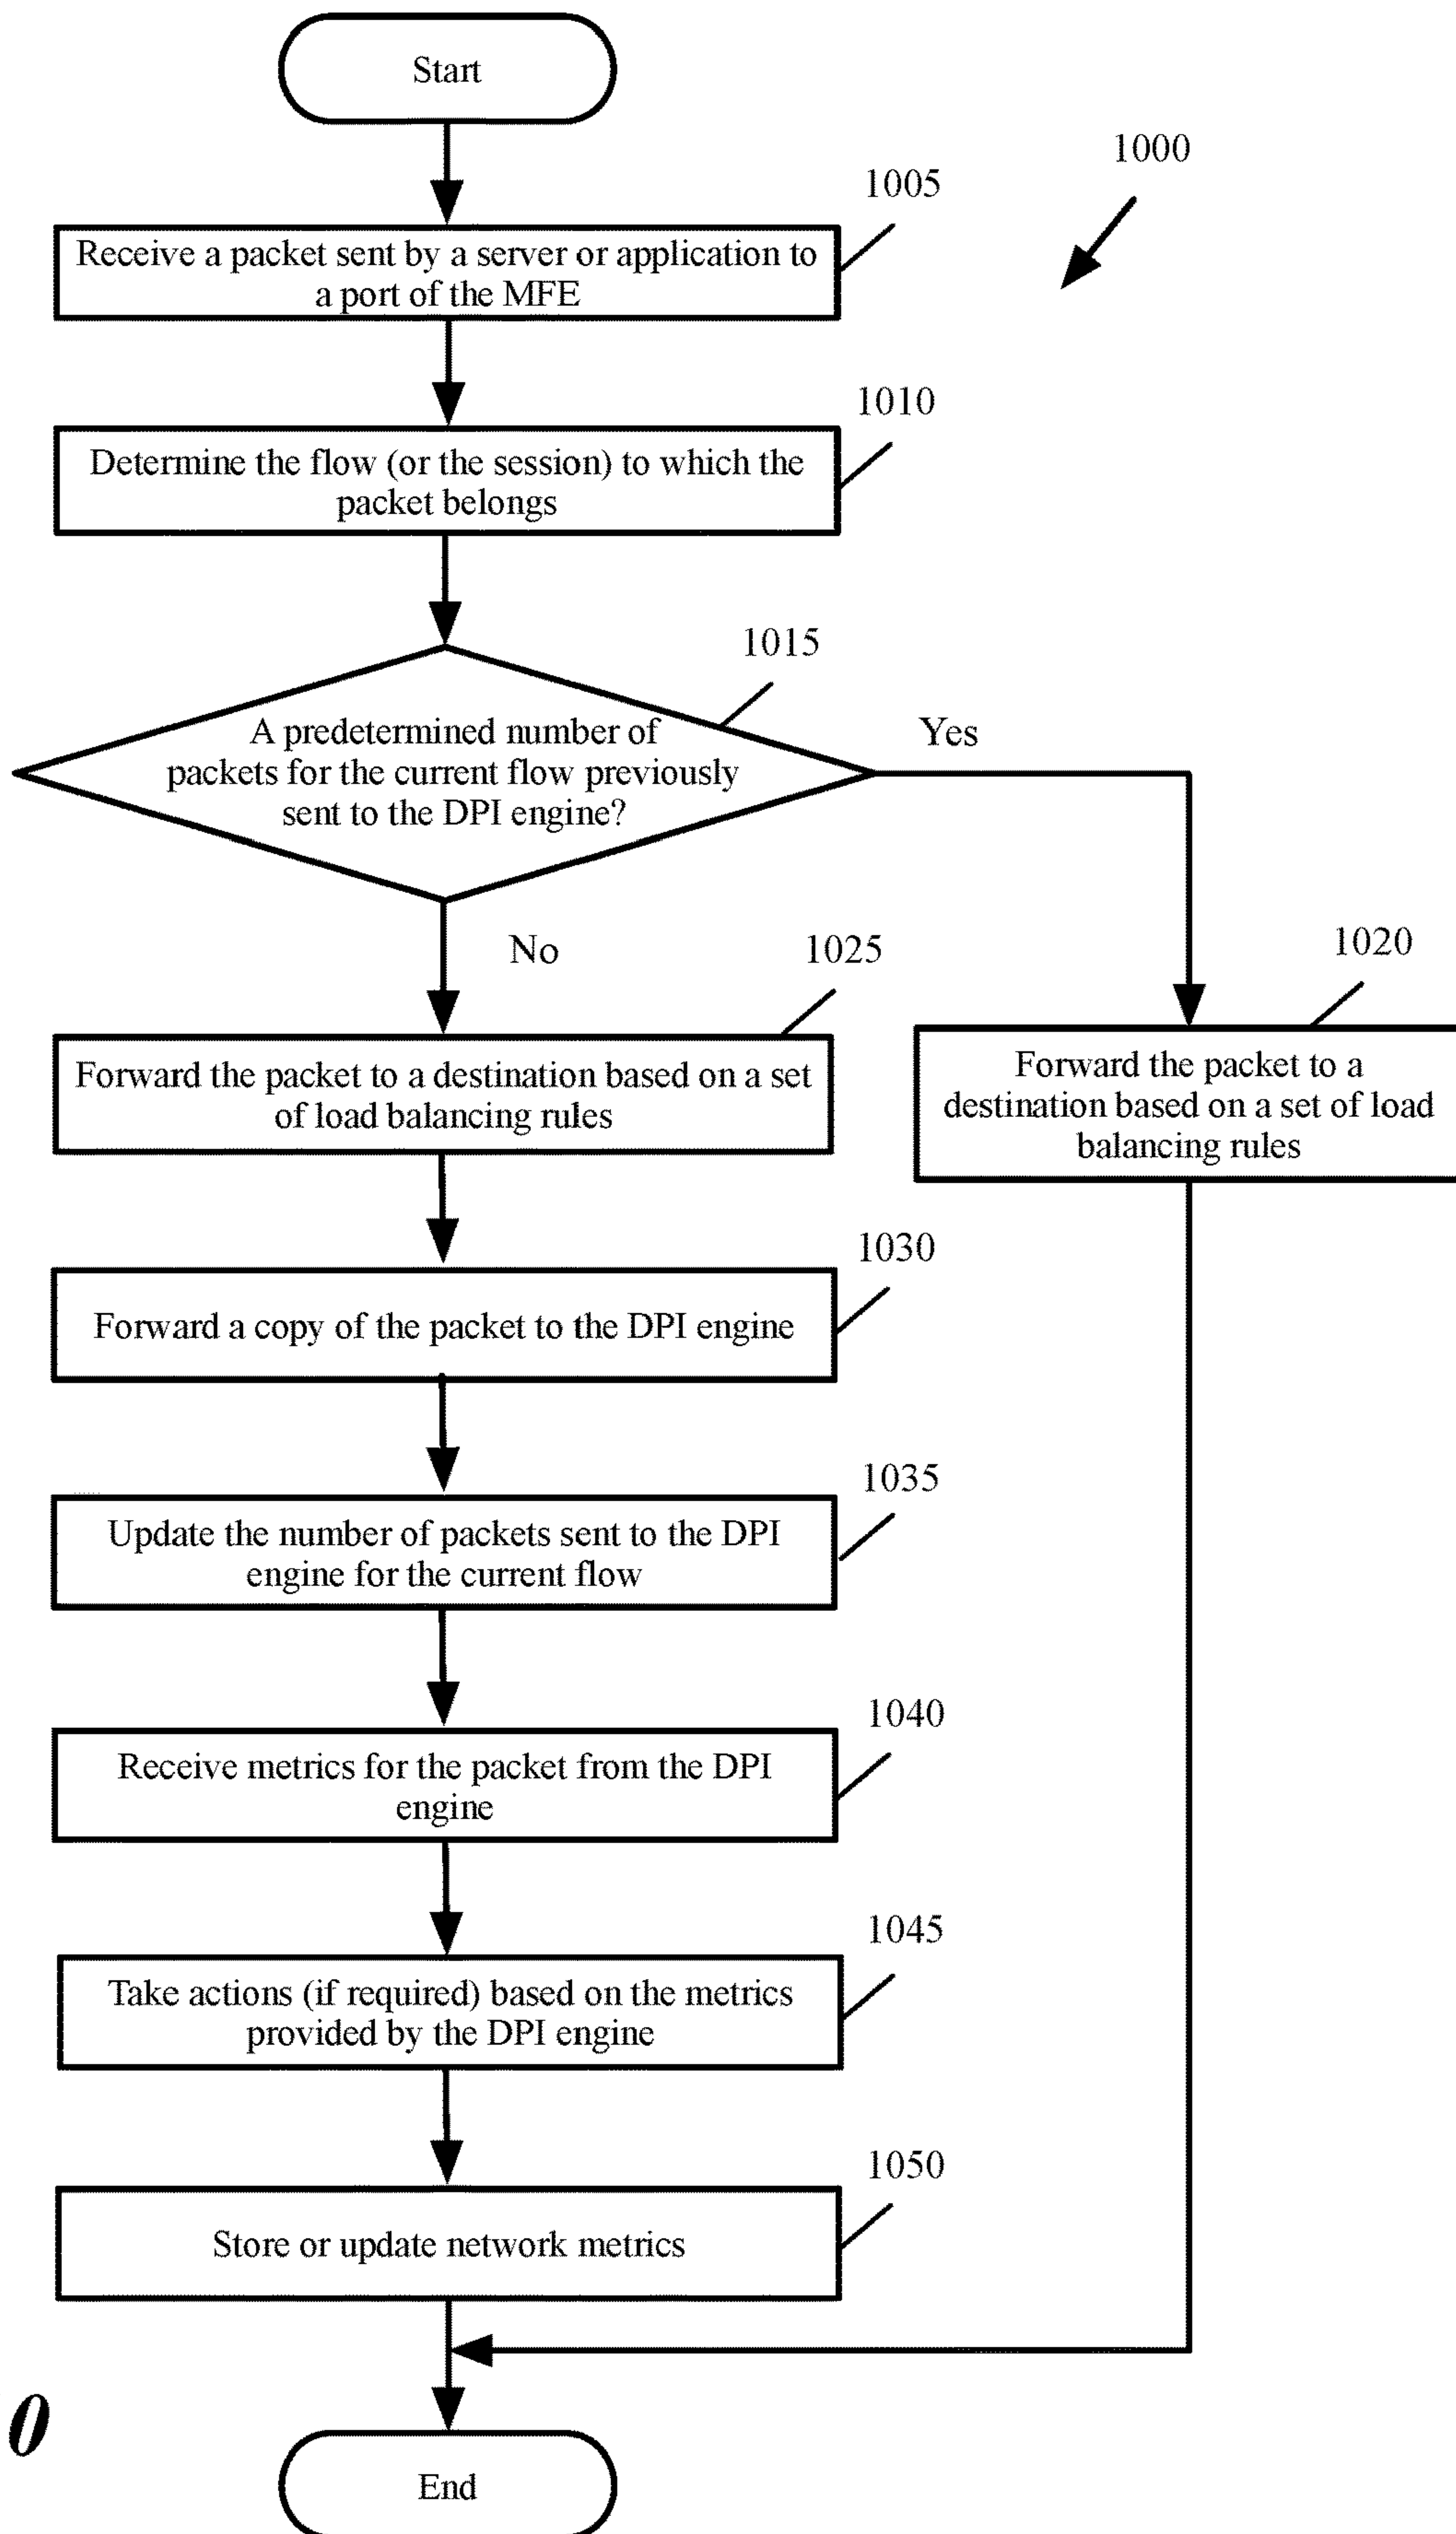 Start
1000
1005
Receive a packet sent by a server or application to
a port of the MFE
1010
Determine the flow (or the session) to which the
packet belongs
1015
A predetermined number of
packets for the current flow previously
sent to the DPI engine?
Yes
No
1025
1020
Forward the packet to a destination based on a set
of load balancing rules
Forward the packet to a
destination based on a set of load
balancing rules
1030
Forward a copy of the packet to the DPI engine
1035
Update the number of packets sent to the DPI
engine for the current flow
1040
Receive metrics for the packet from the DPI
engine
1045
Take actions (if required) based on the metrics
provided by the DPI engine
1050
Store or update network metrics
0
End